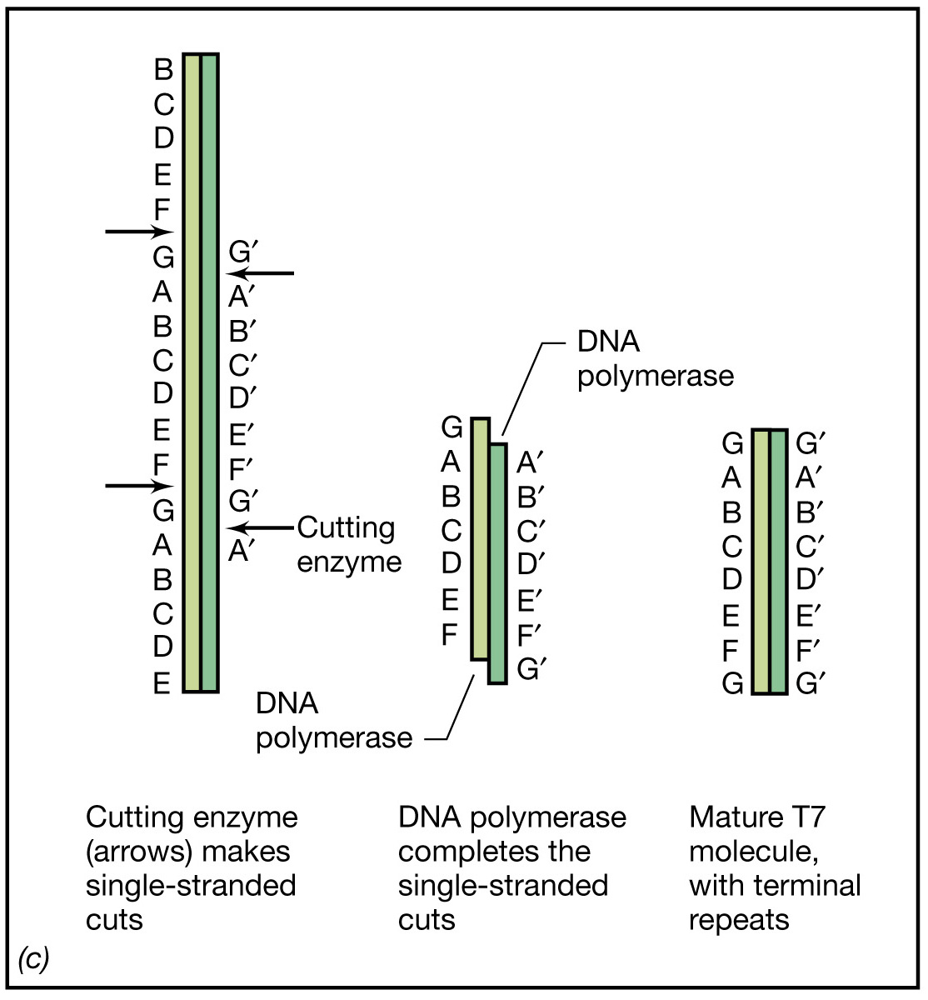 B
C
D
E
F
G
A
B
C
D
E
F
G
A
B
C
D
E
G′
A′
B′
C′
D′
E′
F′
G′
A′
Cutting
enzyme
DNA
polymerase
G
A
B
C
D
E
F
A′
B′
C′
D′
E′
F′
G′
DNA
polymerase
G
A
B
C
D
E
F
G
G′
A′
B′
C′
D′
E′
F′
G′
Cutting enzyme
(arrows) makes
single-stranded
cuts
DNA polymerase
completes the
single-stranded
cuts
Mature T7
molecule,
with terminal
repeats
(c)